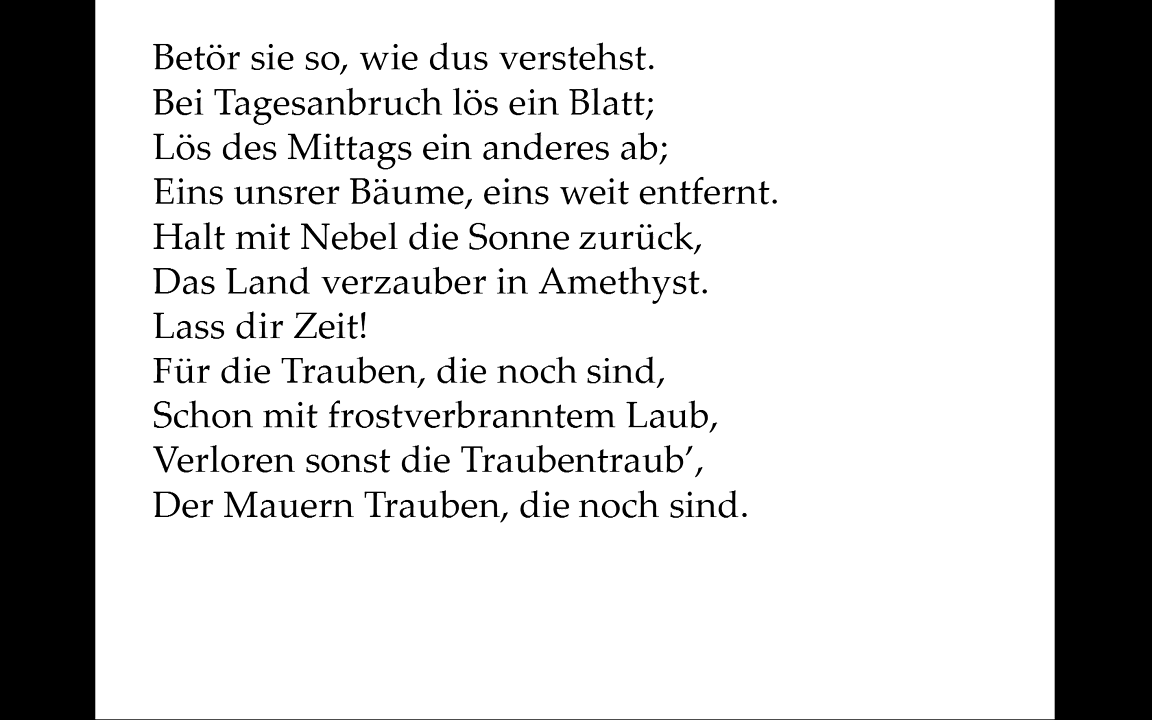 Betör sie so, wie dus verstehst.
Bei Tagesanbruch lös ein Blatt;
Lös des Mittags ein anderes ab;
Eins unsrer Bäume, eins weit entfernt.
Halt mit Nebel die Sonne zurück,
Das Land verzauber in Amethyst.
Lass dir Zeit!
Für die Trauben, die noch sind,
Schon mit frostverbranntem Laub,
Verloren sonst die Traubentraub’,
Der Mauern Trauben, die noch sind.